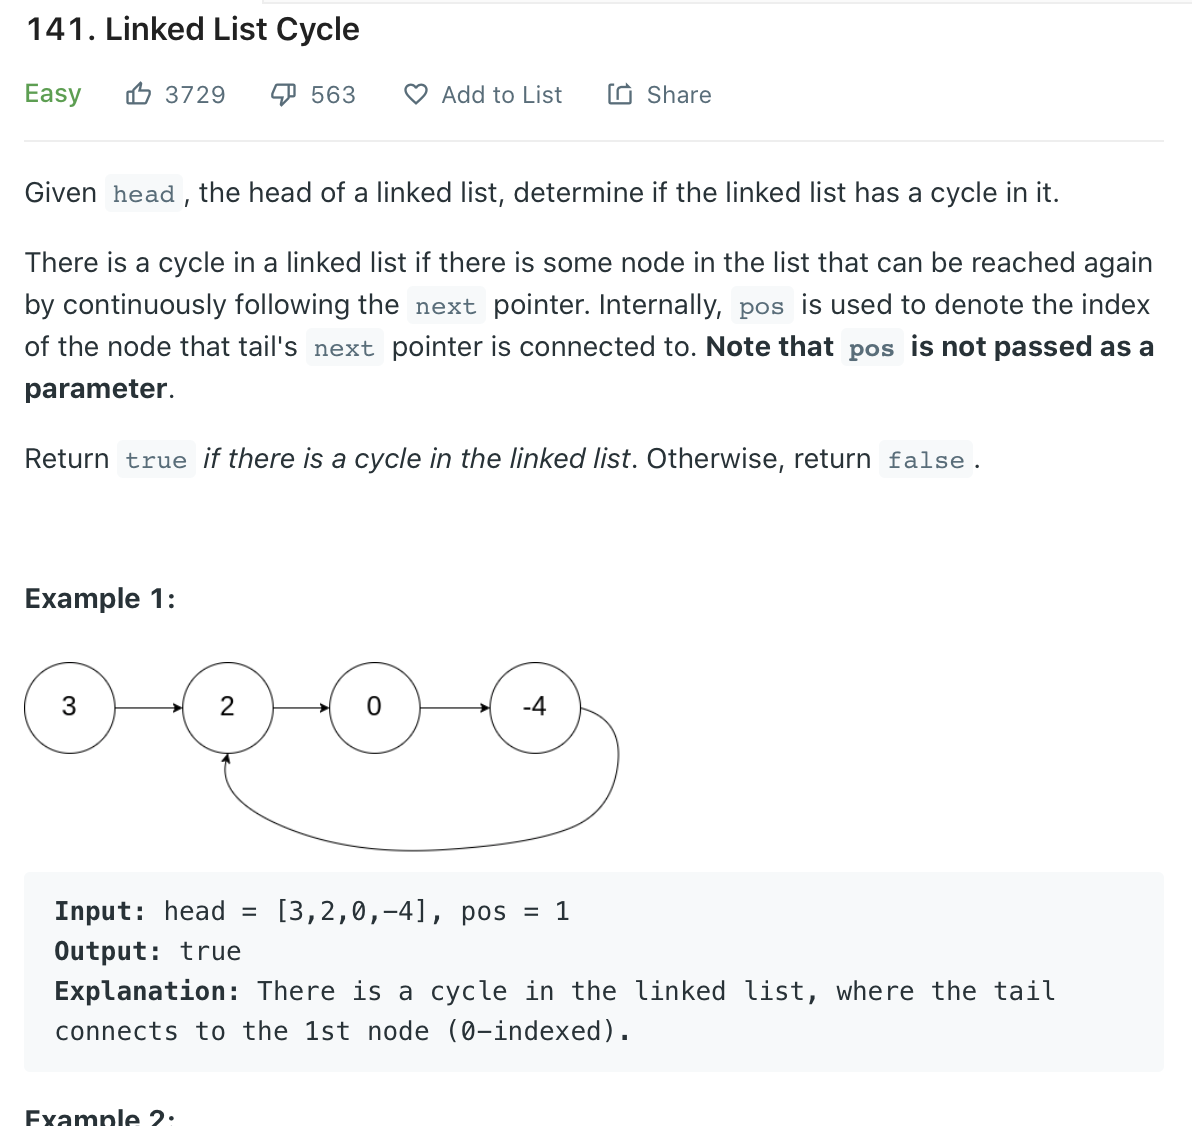 141. Linked List Cycle
Easy 3729 563 Add to List Share
Given head , the head of a linked list, determine if the linked list has a cycle in it.
There is a cycle in a linked list if there is some node in the list that can be reached again
by continuously following the next pointer. Internally, pos is used to denote the index
of the node that tail's next pointer is connected to. Note that pos is not passed as a
parameter.
Return true if there is a cycle in the linked list. Otherwise, return false .
Example 1:
3 2 0 -4
Input: head = [3,2,0,-4], pos = 1
Output: true
Explanation: There is a cycle in the linked list, where the tail
connects to the 1st node (0-indexed).
Example 2: